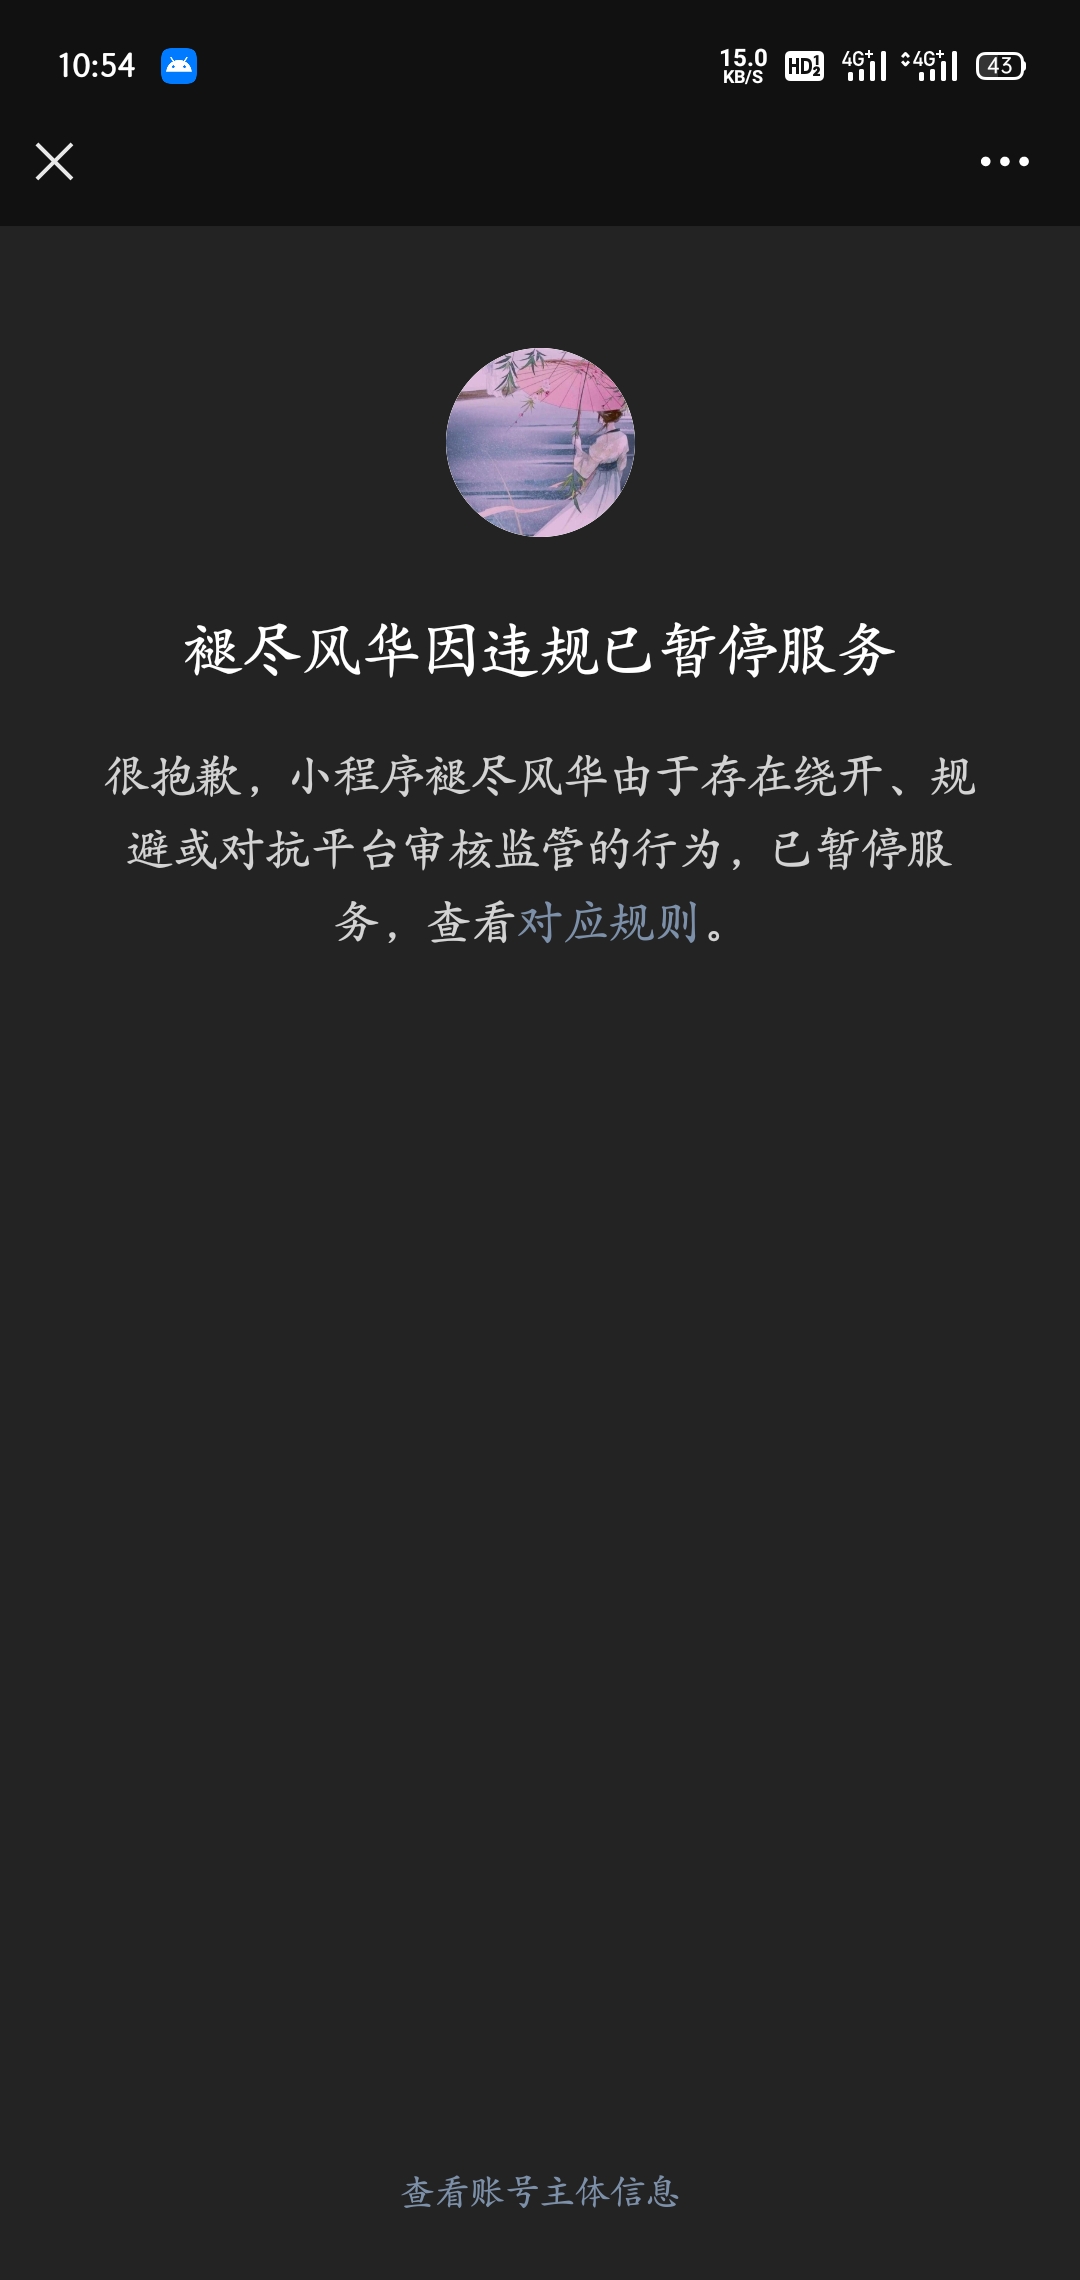 10:54
15.0
KB/S
HD 1 2
4G+
4G+
43
褪尽风华因违规已暂停服务
很抱歉，小程序褪尽风华由于存在绕开、规
避或对抗平台审核监管的行为，已暂停服
务，查看对应规则。
查看账号主体信息